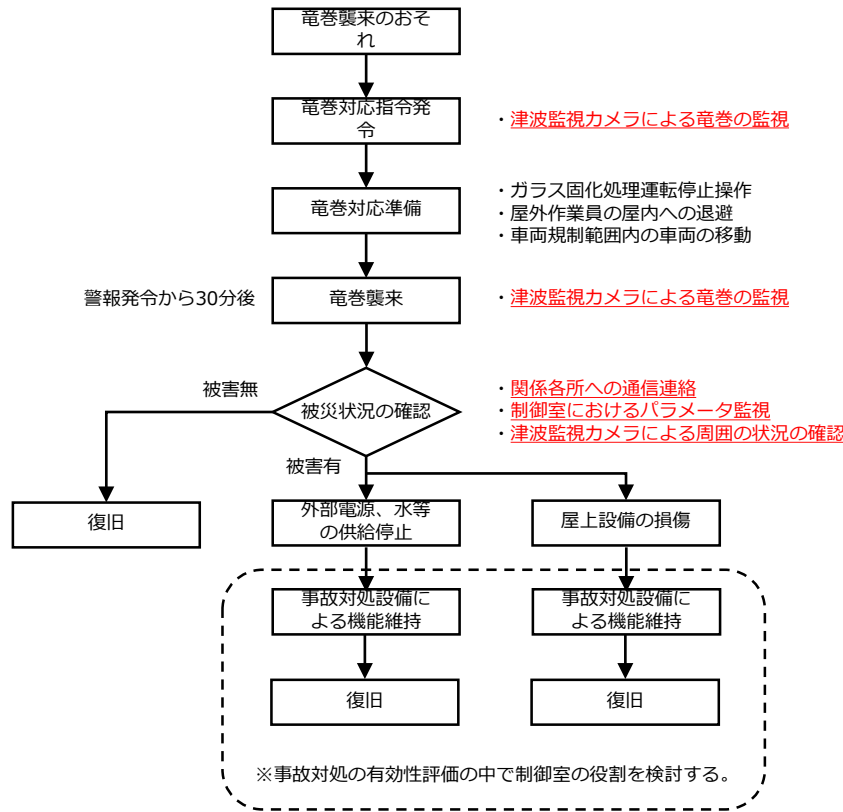 竜巻襲来のおそ
れ
竜巻対応指令発
令
・津波監視カメラによる竜巻の監視
竜巻対応準備
・ガラス固化処理運転停止操作
・屋外作業員の屋内への退避
・車両規制範囲内の車両の移動
警報発令から30分後
竜巻襲来
・津波監視カメラによる竜巻の監視
被害無
被災状況の確認
・関係各所への通信連絡
・制御室におけるパラメータ監視
・津波監視カメラによる周囲の状況の確認
被害有
復旧
外部電源、水等
の供給停止
屋上設備の損傷
事故対処設備に
よる機能維持
事故対処設備に
よる機能維持
復旧
復旧
※事故対処の有効性評価の中で制御室の役割を検討する。